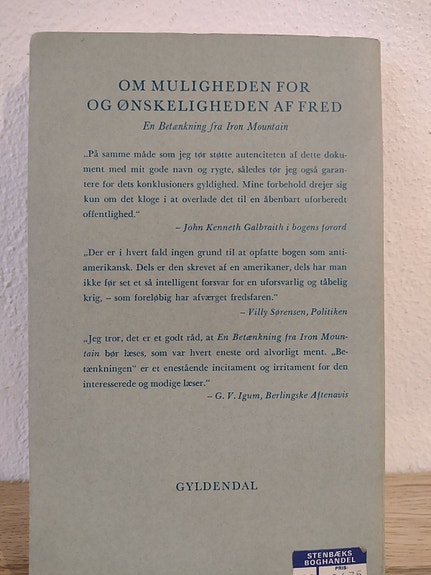 OM MULIGHEDEN FOR
OG ØNSKELIGHEDEN AF FRED
En Betænkning fra Iron Mountain
„På samme måde som jeg tør støtte autenciteten af dette doku-
ment med mit gode navn og rygte, således tør jeg også garan-
tere for dets konklusioners gyldighed. Mine forbehold drejer sig
kun om det kloge i at overlade det til en åbenbart uforberedt
offentlighed.“
– John Kenneth Galbraith i bogens forord
„Der er i hvert fald ingen grund til at opfatte bogen som anti-
amerikansk. Dels er den skrevet af en amerikaner, dels har man
ikke før set et så intelligent forsvar for en uforsvarlig og tåbelig
krig, – som foreløbig har afværget fredsfaren.“
– Villy Sørensen, Politiken
„Jeg tror, det er et godt råd, at En Betænkning fra Iron Moun-
tain bør læses, som var hvert eneste ord alvorligt ment. „Be-
tænkningen“ er et enestående incitament og irritament for den
interesserede og modige læser.“
– G. V. Igum, Berlingske Aftenavis
GYLDENDAL
STENBÆKS
BOGHANDEL
PRIS: